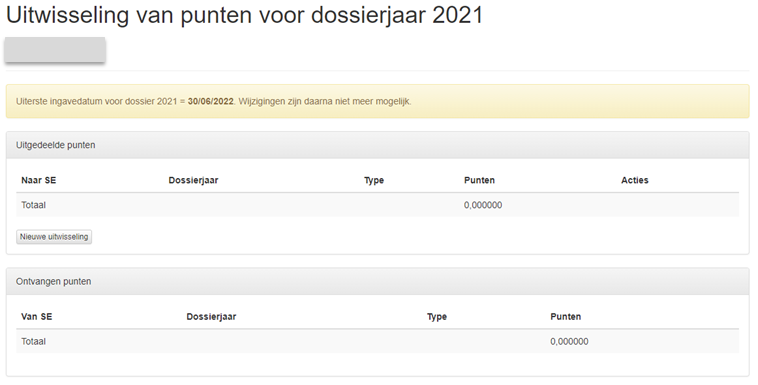 Uitwisseling van punten voor dossierjaar 2021
Uiterste ingavedatum voor dossier 2021 = 30/06/2022. Wijzigingen zijn daarna niet meer mogelijk.
Uitgedeelde punten
Naar SE Dossierjaar Type Punten Acties
Totaal 0,000000
Nieuwe uitwisseling
Ontvangen punten
Van SE Dossierjaar Type Punten
Totaal 0,000000